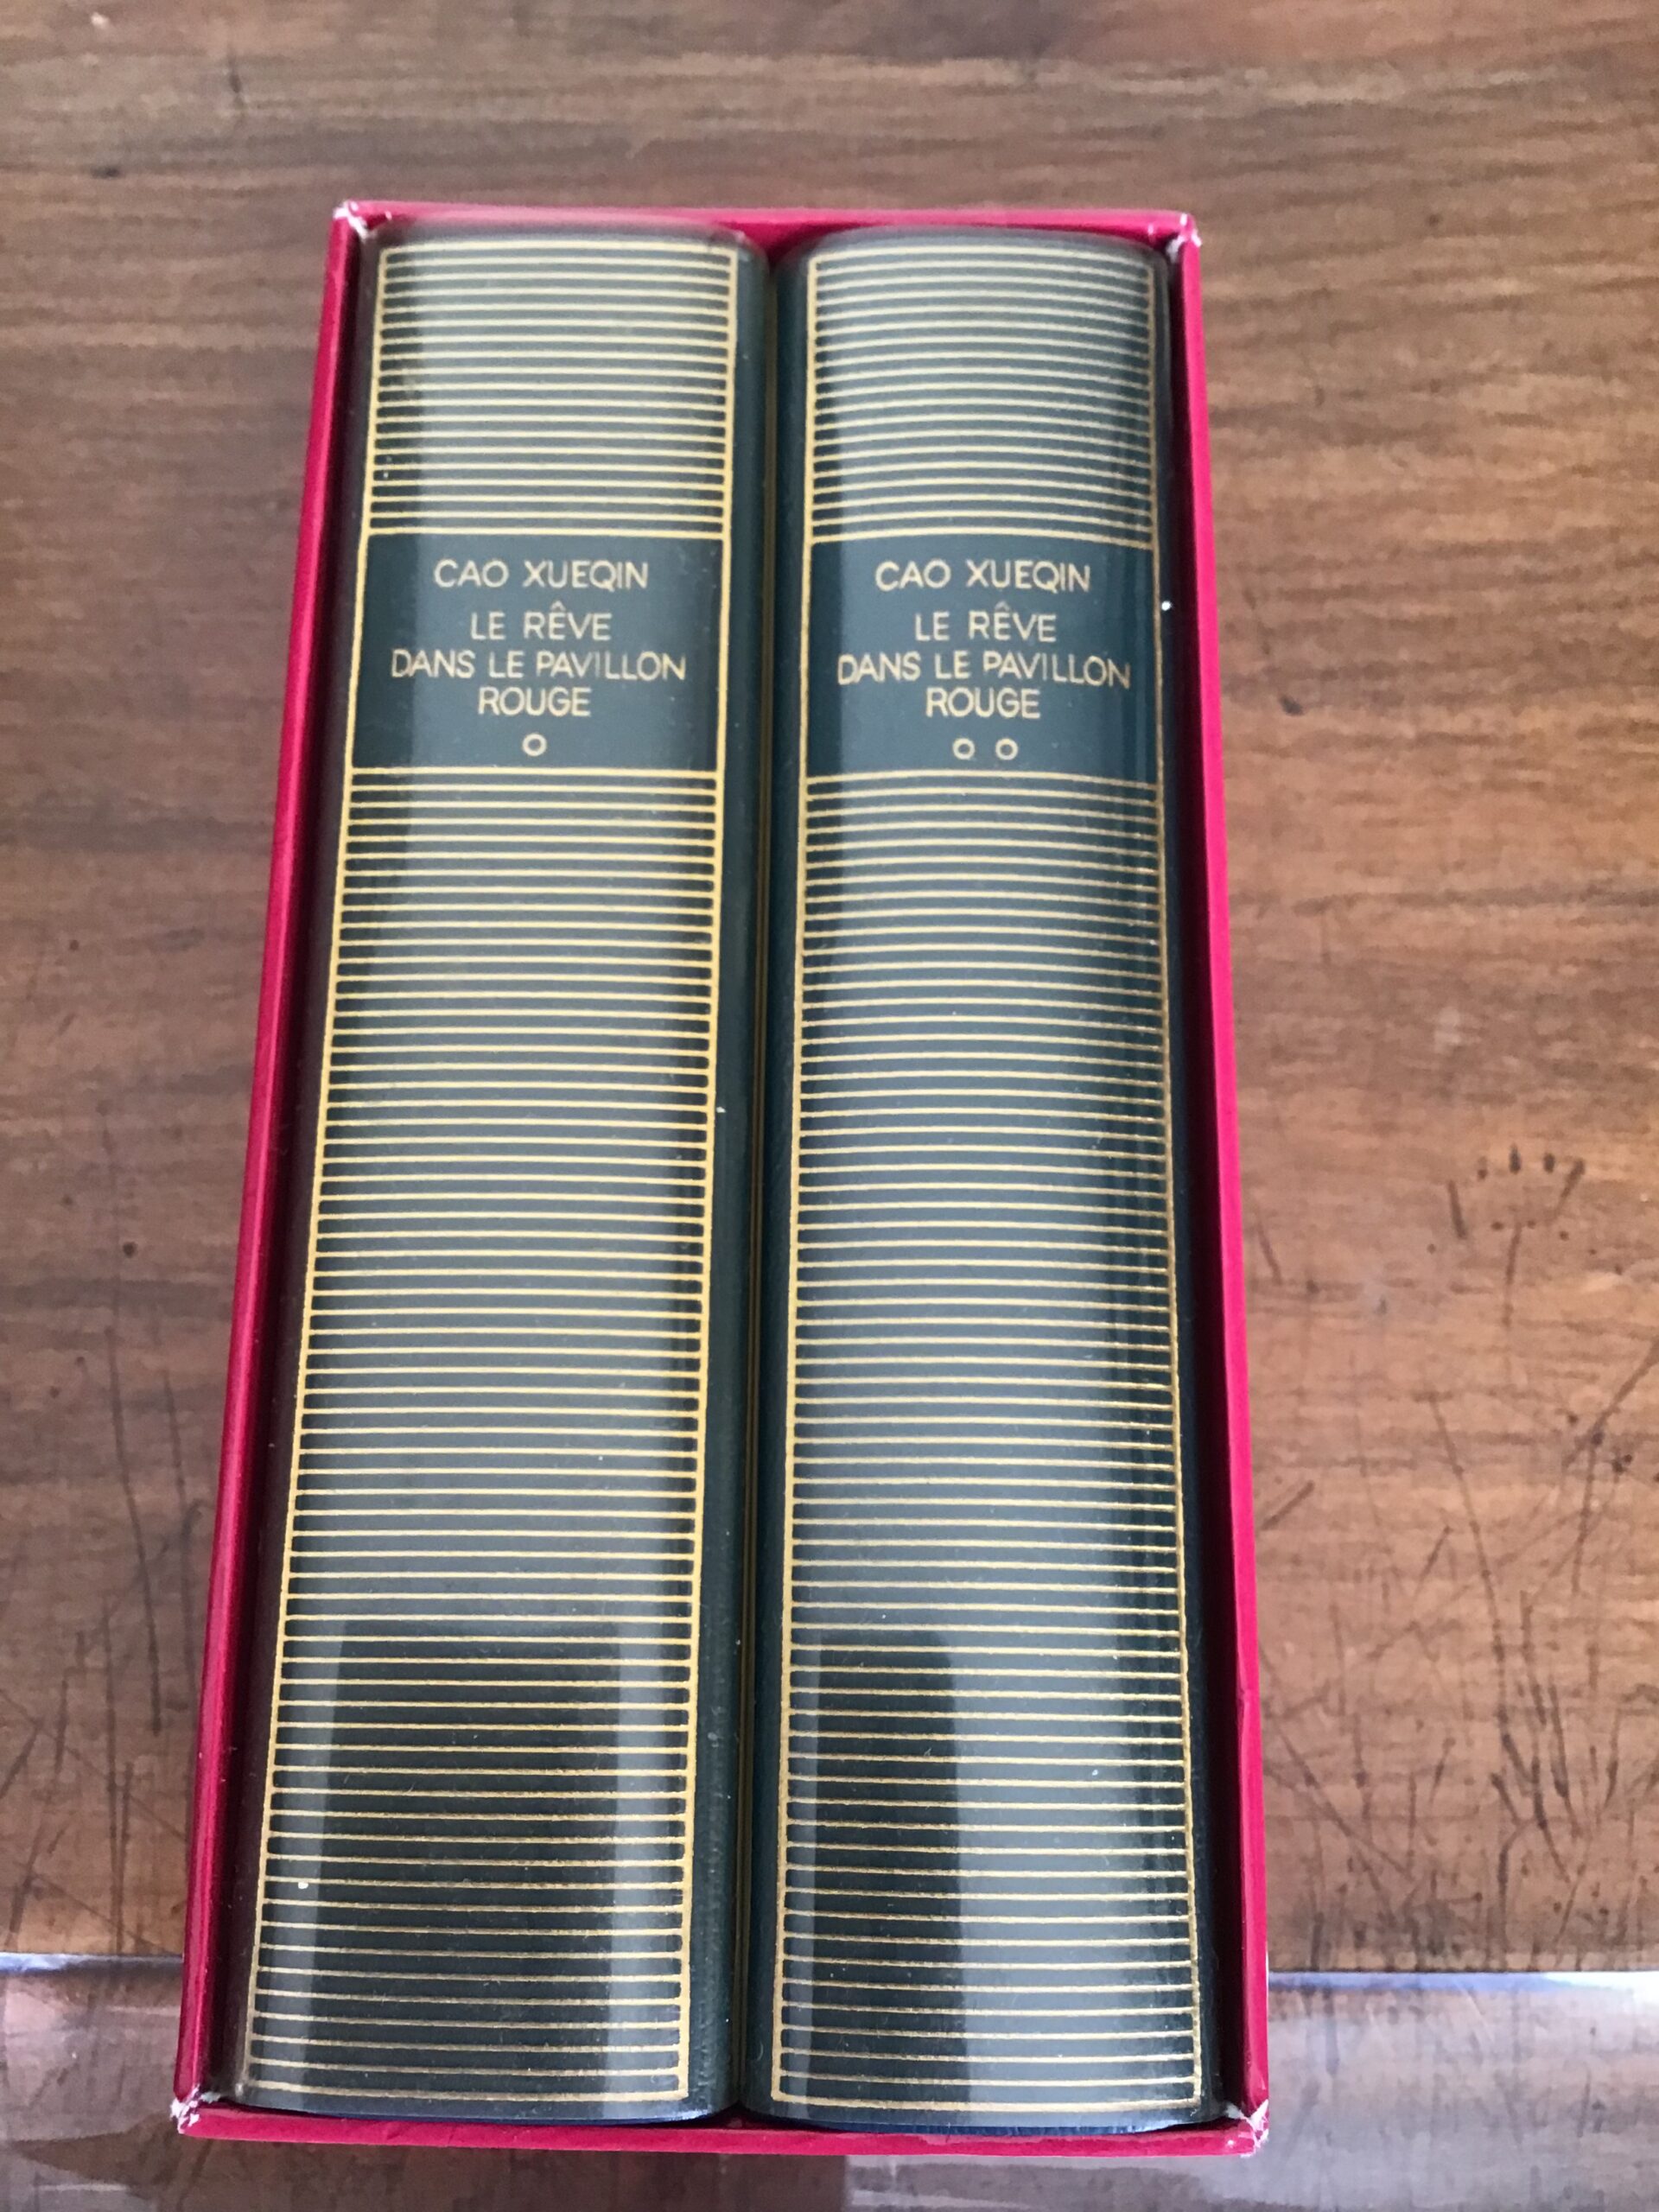 CAO XUEQIN
LE RÊVE
DANS LE PAVILLON
ROUGE
CAO XUEQIN
LE RÊVE
DANS LE PAVILLON
ROUGE